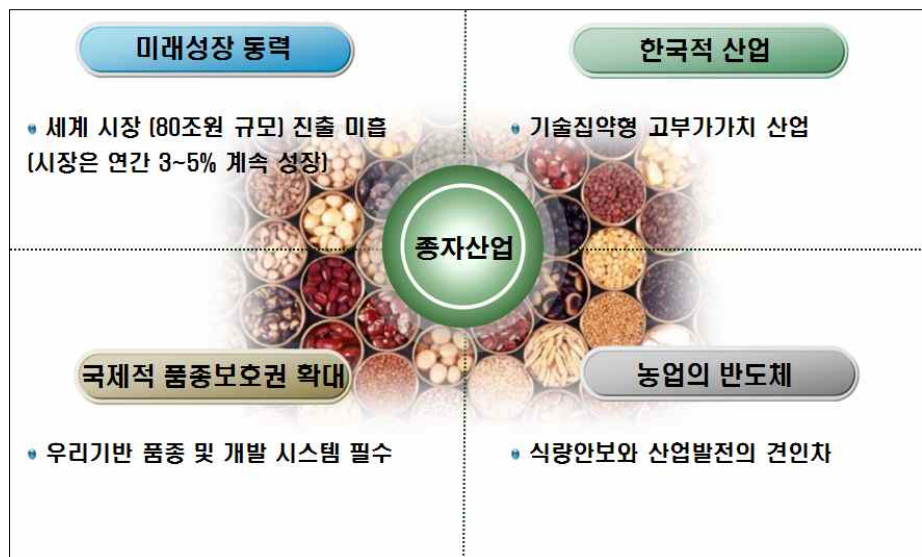 미래성장 동력
세계 시장 (80조원 규모) 진출 미흡
(시장은 연간 3~5% 계속 성장)
한국적 산업
기술집약형 고부가가치 산업
종자산업
국제적 품종보호권 확대
우리기반 품종 및 개발 시스템 필수
농업의 반도체
식량안보와 산업발전의 견인차